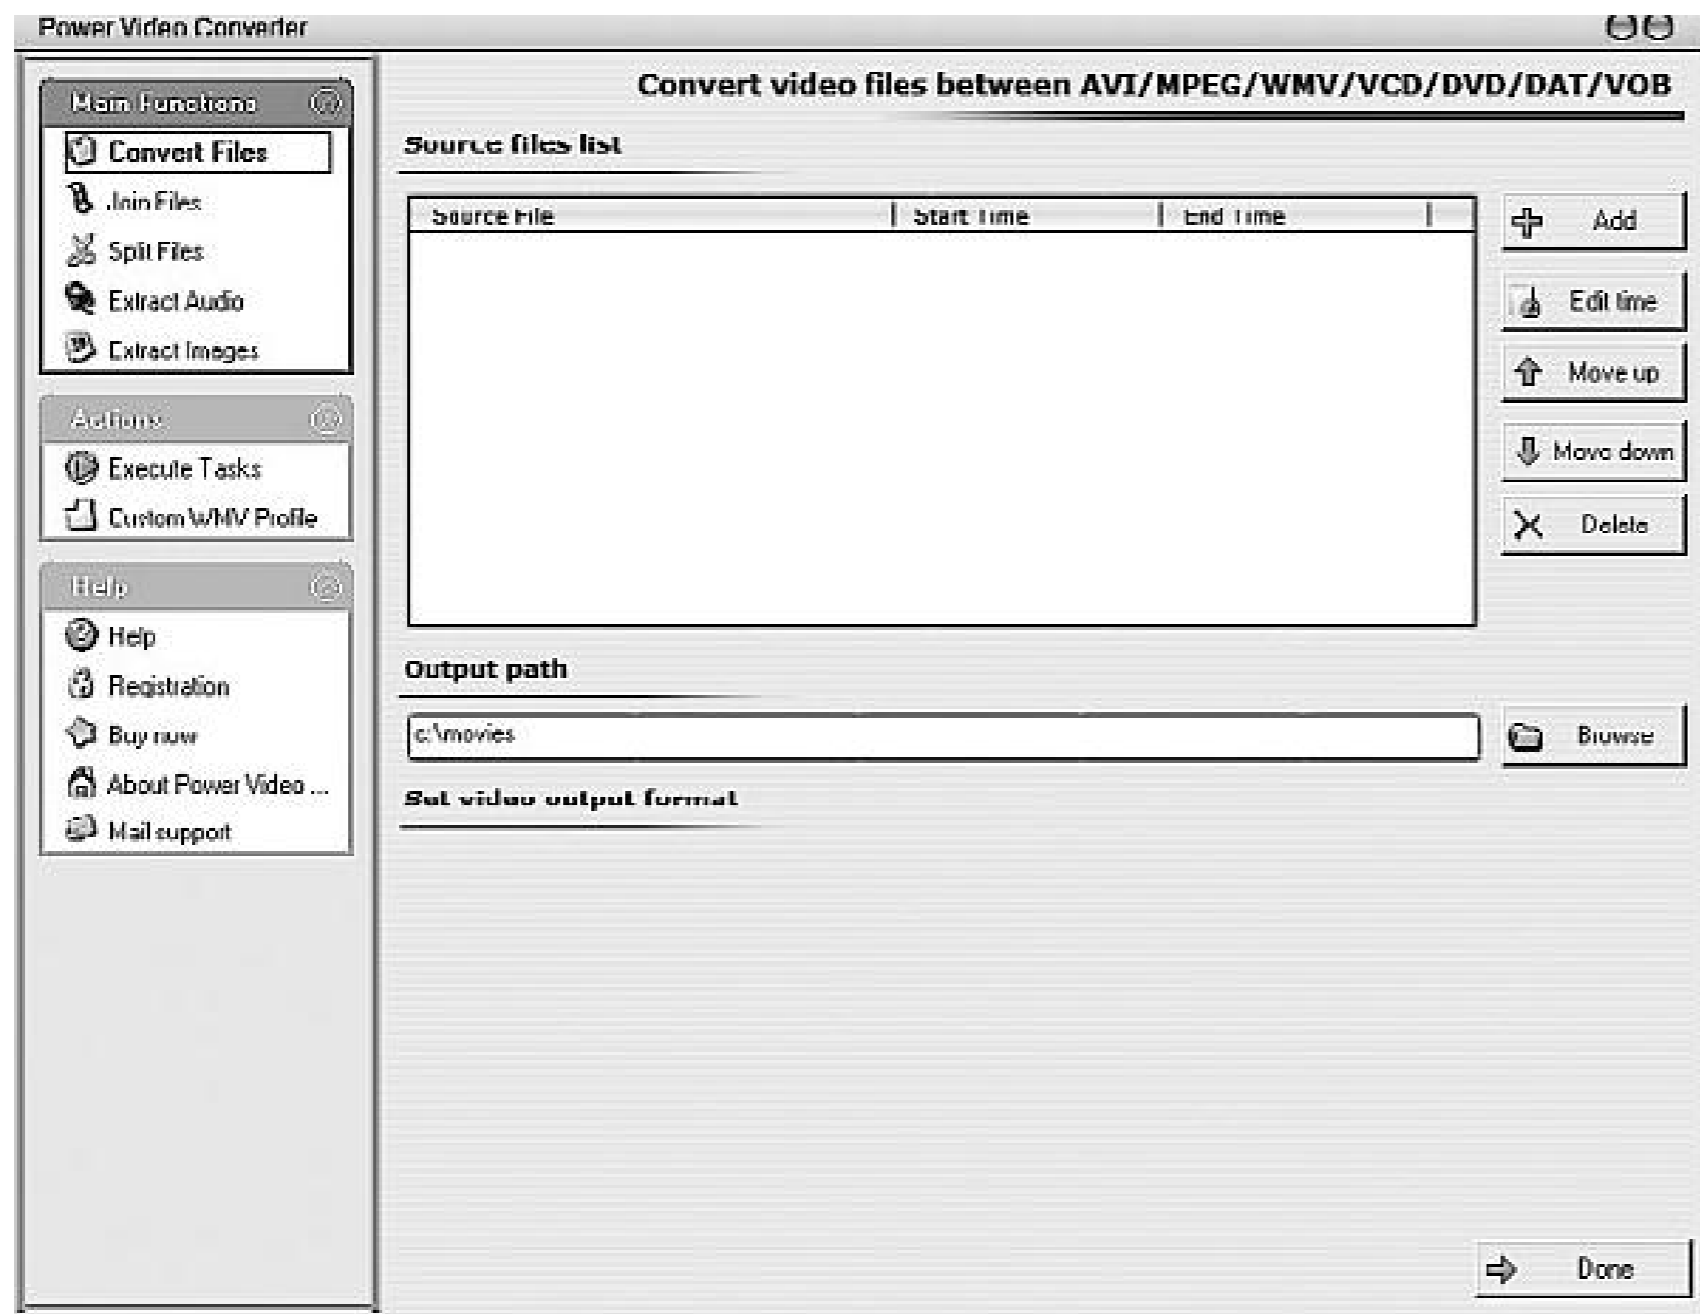 Power Video Converter
Convert video files between AVI/MPEG/WMV/VCD/DVD/DAT/VOB
Main Functions
Convert Files
Join Files
Split Files
Extract Audio
Extract Images
Actions
Execute Tasks
Custom WMV Profile
Help
Help
Registration
Buy now
About Power Video ...
Mail support
Source files list
Source File Start Time End Time
Add
Edit time
Move up
Move down
Delete
Output path
c:\movies
Browse
Set video output format
Done